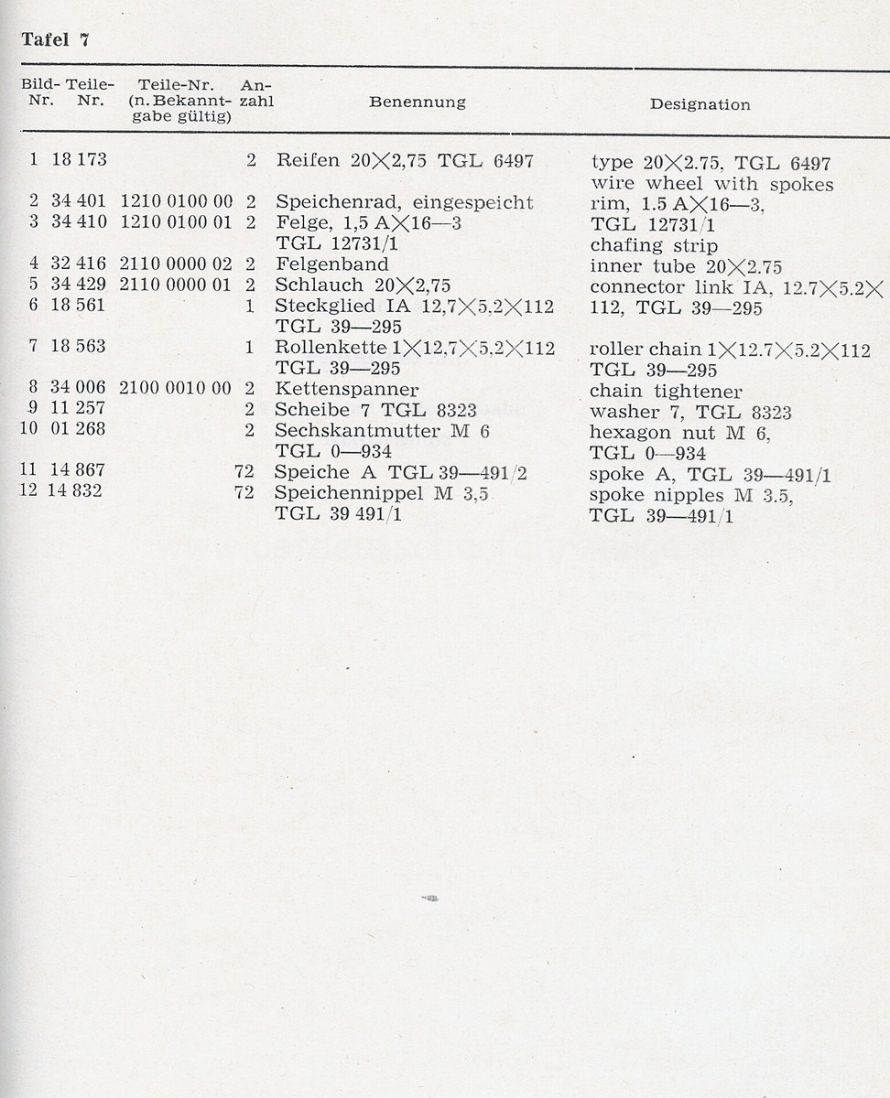 Tafel 7
Bild- Teile- Teile-Nr. An-
Nr. Nr. (n. Bekannt- zahl Benennung Designation
gabe gültig)
1 18 173 2 Reifen 20×2,75 TGL 6497 type 20×2.75, TGL 6497
wire wheel with spokes
2 34 401 1210 0100 00 2 Speichenrad, eingespeicht rim, 1.5 A×16—3,
3 34 410 1210 0100 01 2 Felge, 1,5 A×16—3 TGL 12731/1
TGL 12731/1 chafing strip
4 32 416 2110 0000 02 2 Felgenband inner tube 20×2.75
5 34 429 2110 0000 01 2 Schlauch 20×2,75 connector link IA, 12.7×5.2×
6 18 561 1 Steckglied IA 12,7×5,2×112 112, TGL 39—295
TGL 39—295
7 18 563 1 Rollenkette 1×12,7×5,2×112 roller chain 1×12.7×5.2×112
TGL 39—295 TGL 39—295
8 34 006 2100 0010 00 2 Kettenspanner chain tightener
9 11 257 2 Scheibe 7 TGL 8323 washer 7, TGL 8323
10 01 268 2 Sechskantmutter M 6 hexagon nut M 6,
TGL 0—934 TGL 0—934
11 14 867 72 Speiche A TGL 39—491/2 spoke A, TGL 39—491/1
12 14 832 72 Speichennippel M 3,5 spoke nipples M 3.5,
TGL 39 491/1 TGL 39—491/1